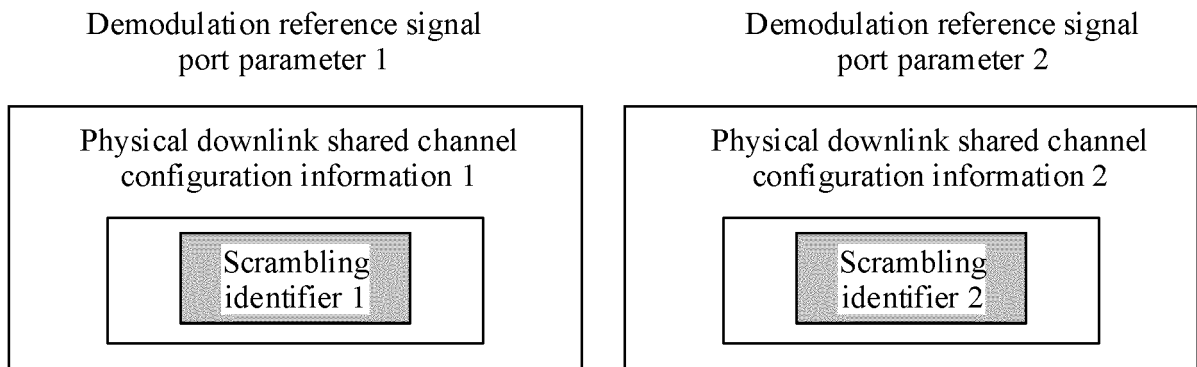 Demodulation reference signal
port parameter 1
Physical downlink shared channel
configuration information 1
Scrambling
identifier 1
Demodulation reference signal
port parameter 2
Physical downlink shared channel
configuration information 2
Scrambling
identifier 2